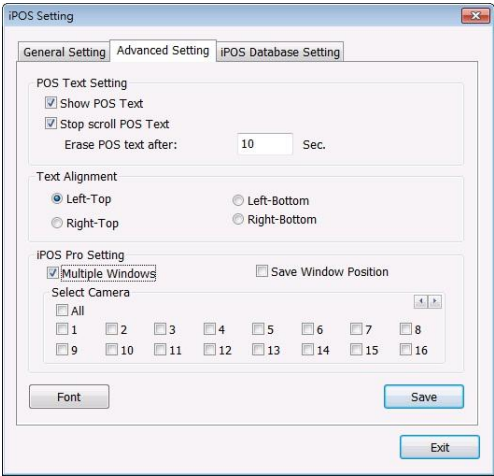 iPOS Setting
General Setting Advanced Setting iPOS Database Setting
POS Text Setting
Show POS Text
Stop scroll POS Text
Erase POS text after: 10 Sec.
Text Alignment
Left-Top Left-Bottom
Right-Top Right-Bottom
iPOS Pro Setting
Multiple Windows Save Window Position
Select Camera
All
1 2 3 4 5 6 7 8
9 10 11 12 13 14 15 16
Font Save
Exit